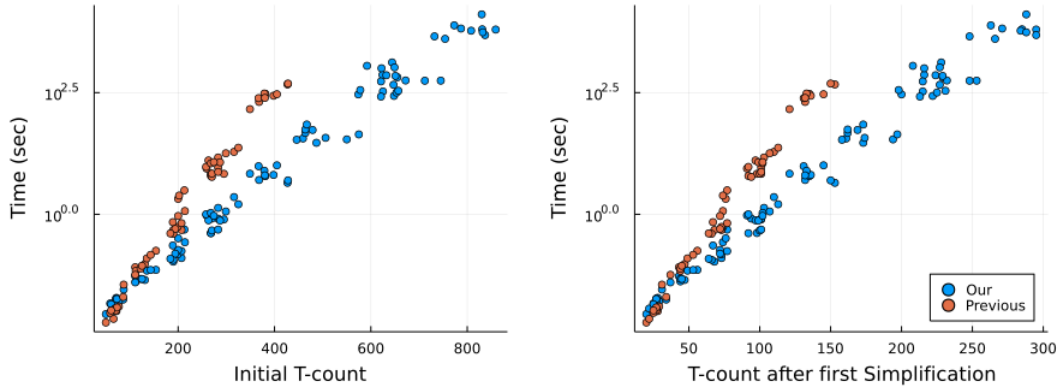 Time (sec)
10^2.5
10^0.0
200
400
600
800
Initial T-count
Time (sec)
10^2.5
10^0.0
50
100
150
200
250
300
T-count after first Simplification
Our
Previous